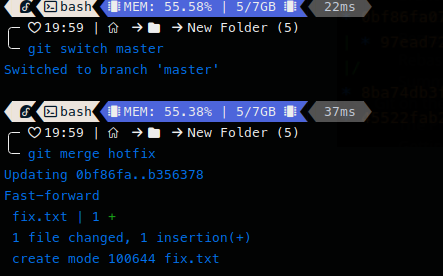 bash MEM: 55.58% | 5/7GB 22ms
19:59 | → → New Folder (5)
git switch master
Switched to branch 'master'
bash MEM: 55.38% | 5/7GB 37ms
19:59 | → → New Folder (5)
git merge hotfix
Updating 0bf86fa..b356378
Fast-forward
fix.txt | 1 +
1 file changed, 1 insertion(+)
create mode 100644 fix.txt